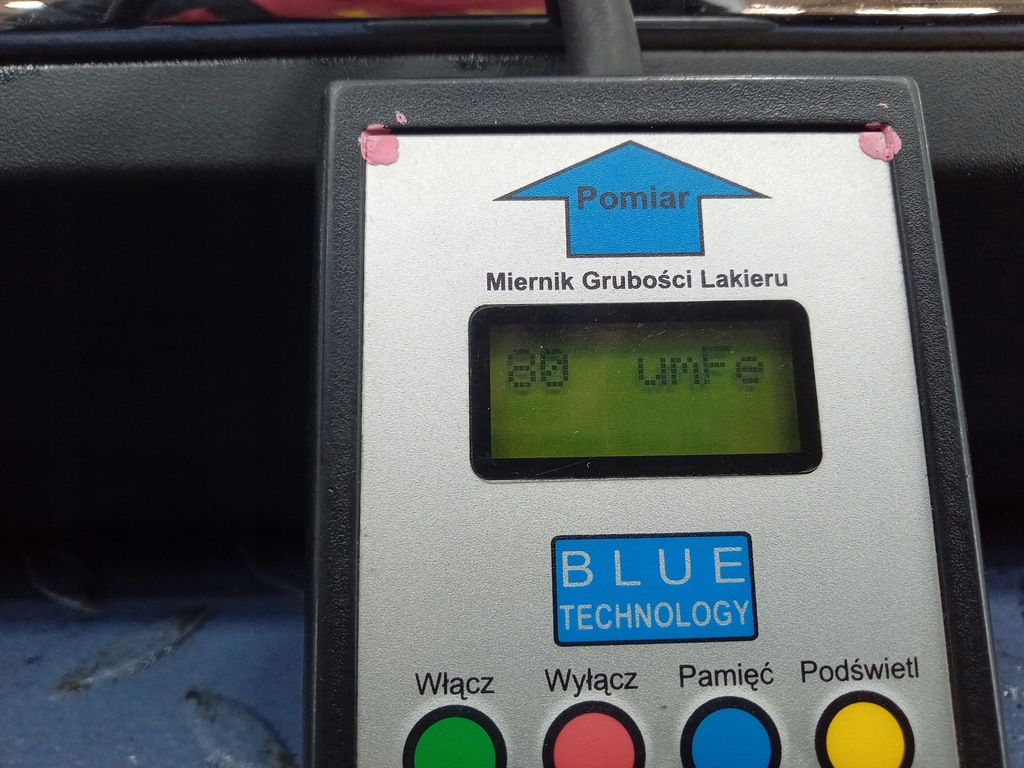 Pomiar
Miernik Grubości Lakieru
80 umFe
BLUE
TECHNOLOGY
Włącz Wyłącz Pamięć Podświetl